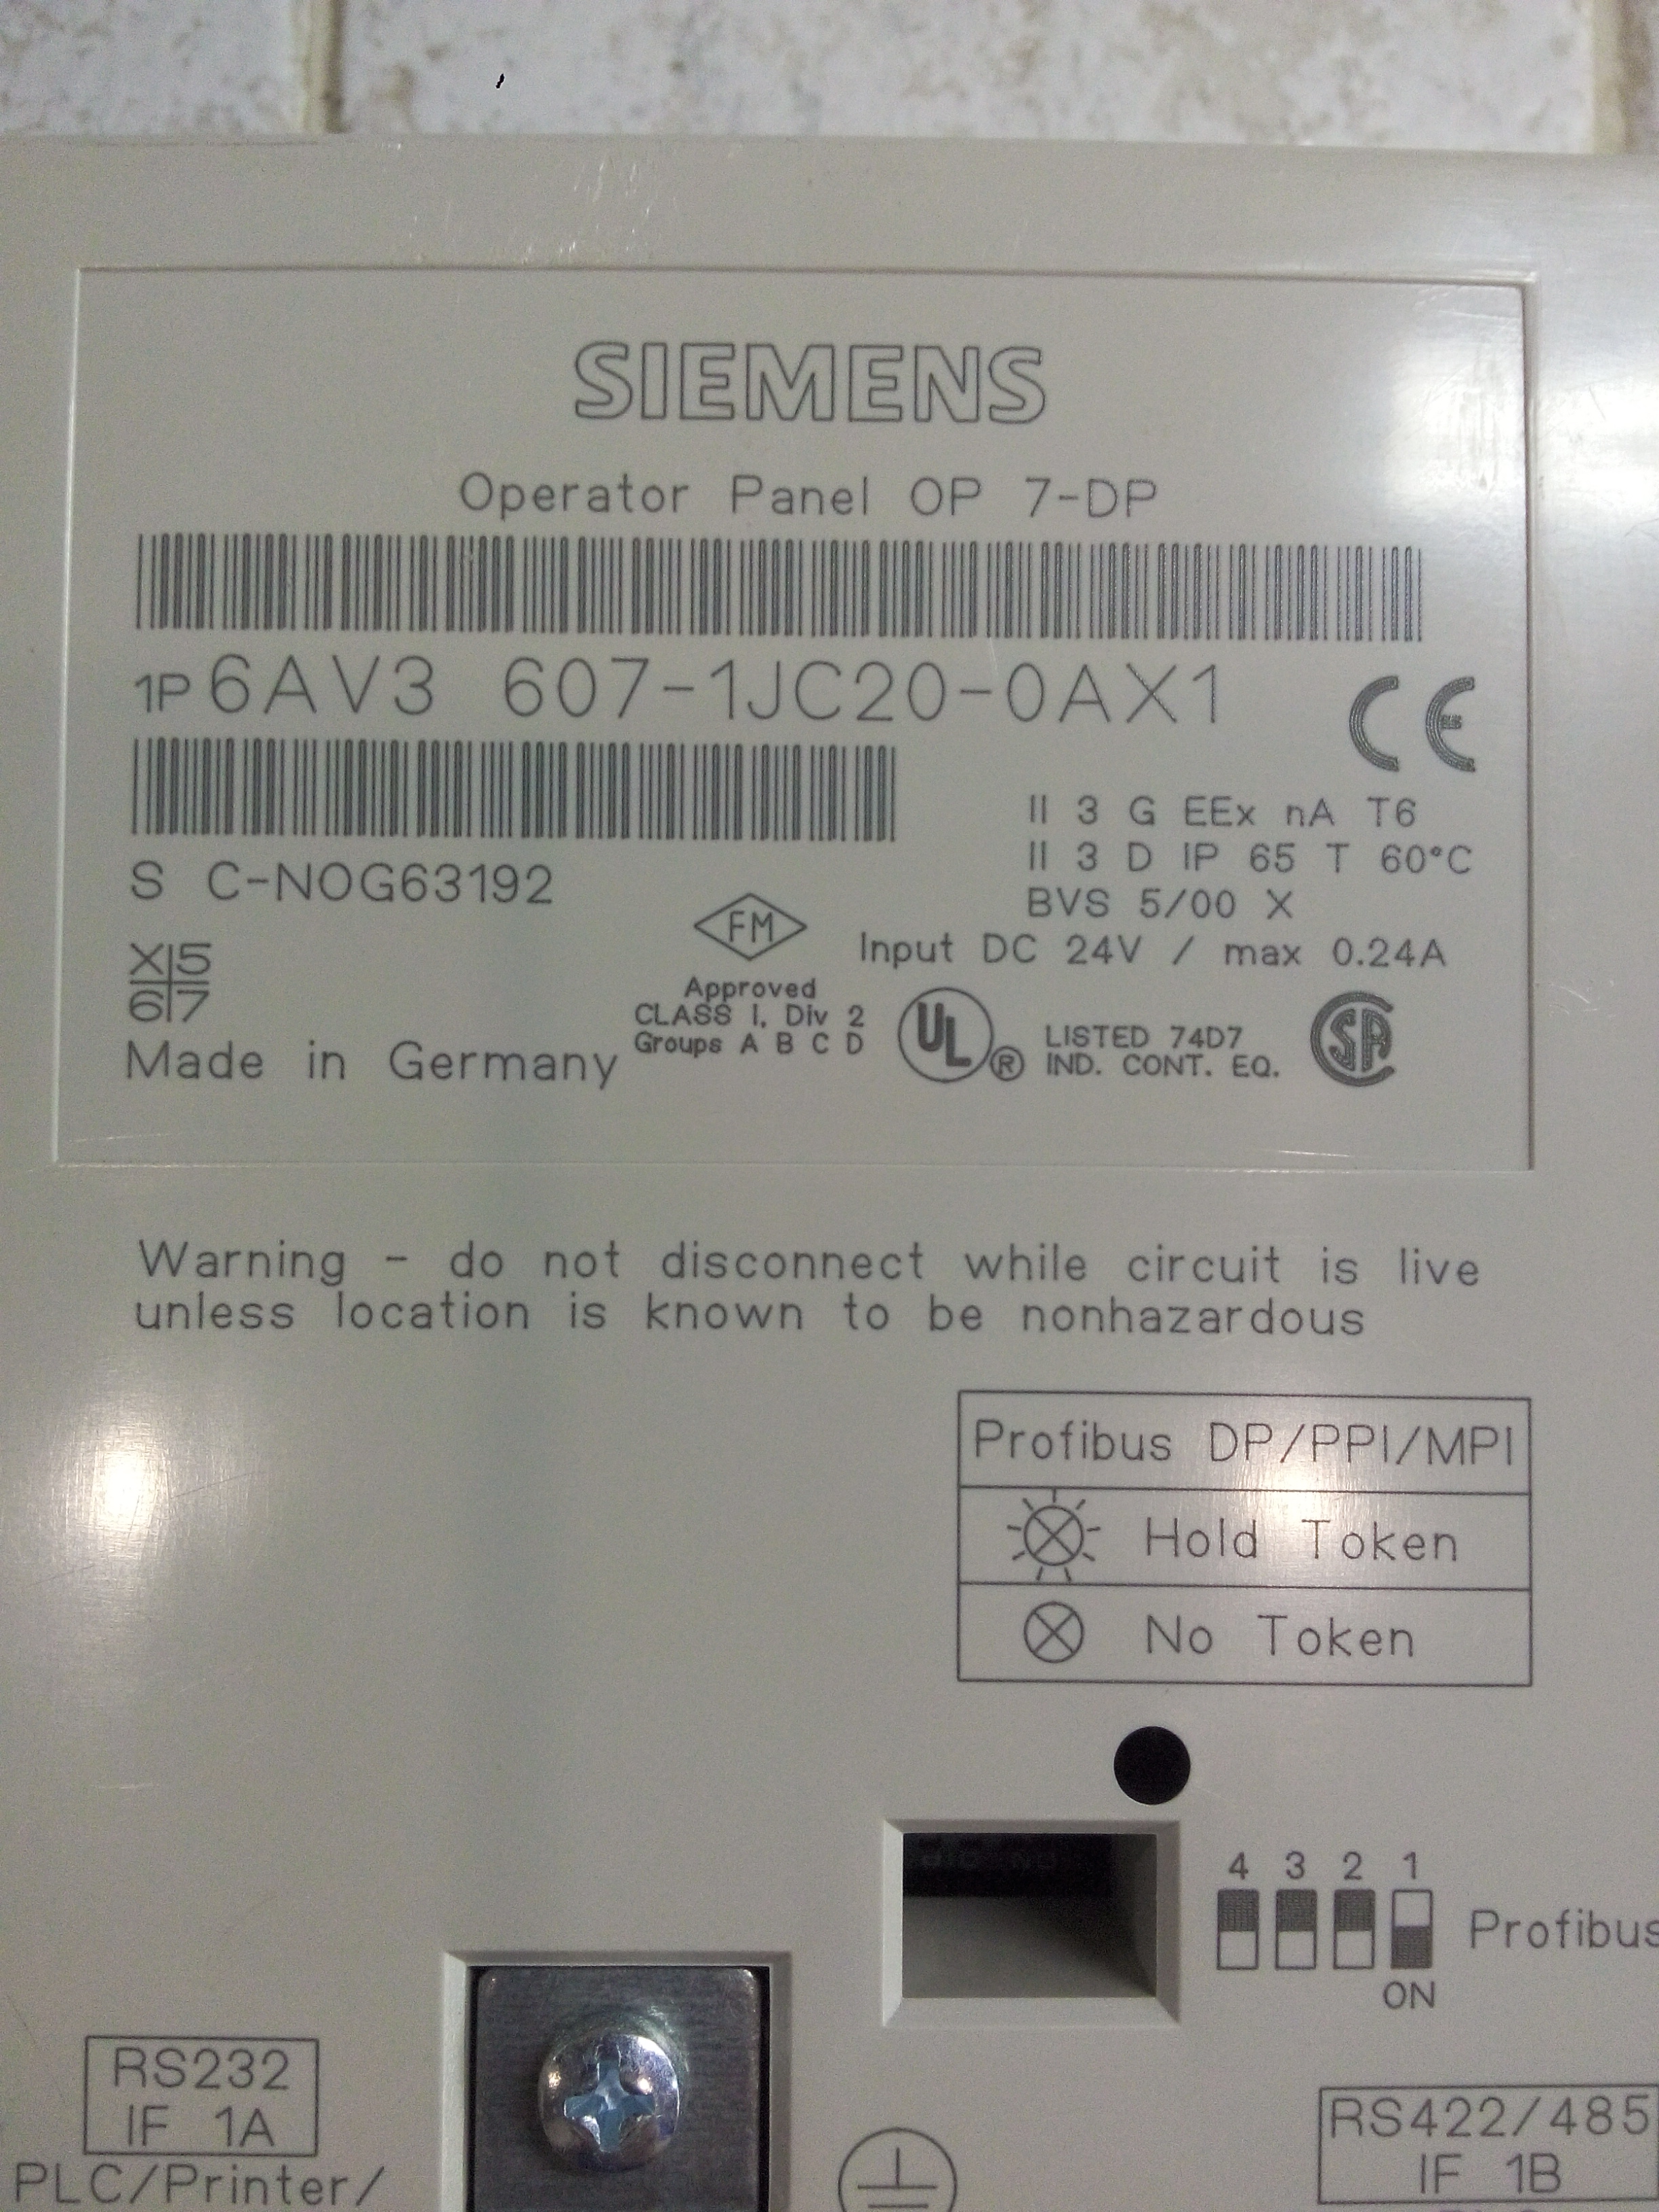 SIEMENS
Operator Panel OP 7-DP
1P 6AV3 607-1JC20-0AX1
CE
S C-NOG63192
II 3 G EEx nA T6
II 3 D IP 65 T 60°C
BVS 5/00 X
Input DC 24V / max 0.24A
X 5
6 7
Made in Germany
FM
Approved
CLASS I, Div 2
Groups A B C D
UL ®
LISTED 74D7
IND. CONT. EQ.
SA
Warning - do not disconnect while circuit is live
unless location is known to be nonhazardous
Profibus DP/PPI/MPI
Hold Token
No Token
4 3 2 1
Profibus
ON
RS232
IF 1A
PLC/Printer/
RS422/485
IF 1B